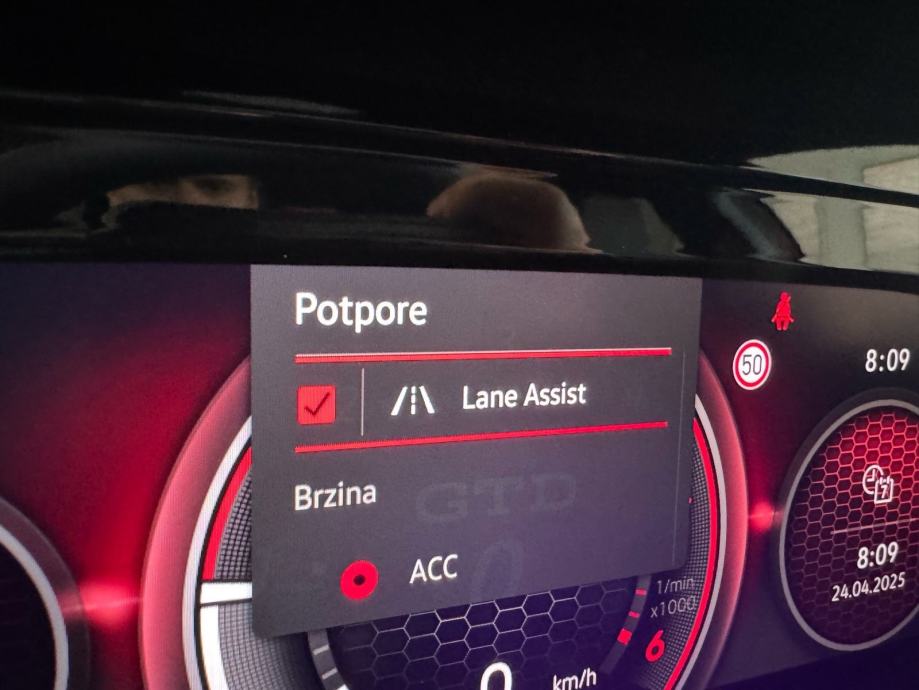 Potpore
Lane Assist
Brzina
GTD
ACC
50
8:09
7
8:09
24.04.2025
1/min
x1000
6
0
km/h